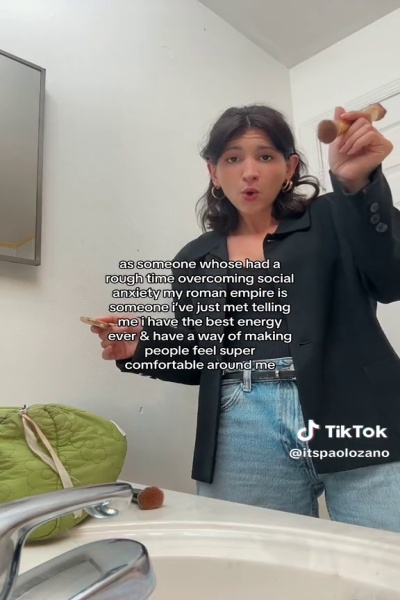 as someone whose had a
rough time overcoming social
anxiety my roman empire is
someone i've just met telling
me i have the best energy
ever & have a way of making
people feel super
comfortable around me
TikTok
@itspaolozano